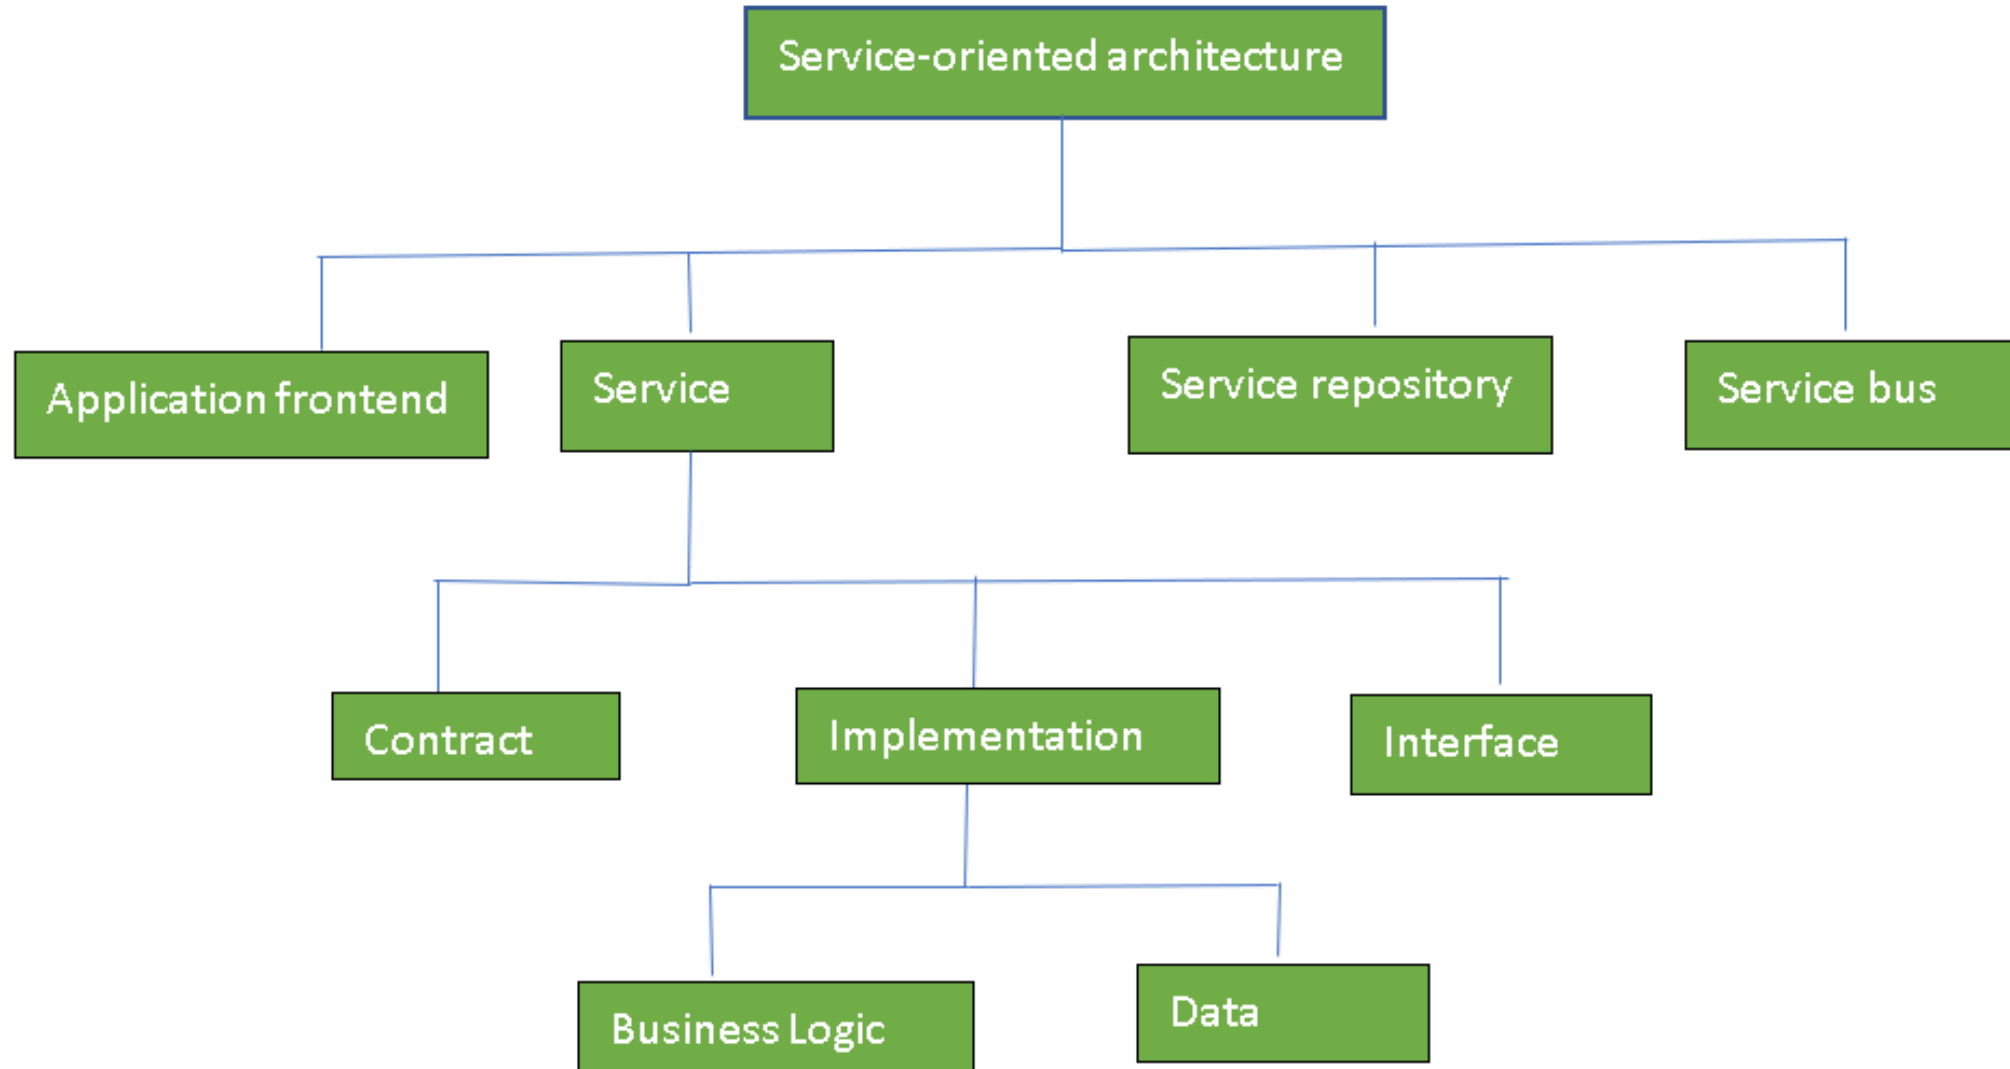 Service-oriented architecture
Application frontend
Service
Service repository
Service bus
Contract
Implementation
Interface
Business Logic
Data